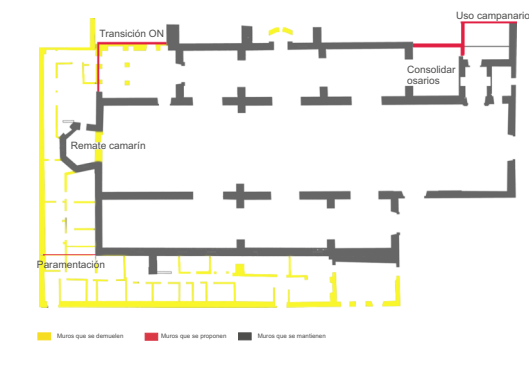 Uso campanario
Transición ON
Consolidar
osarios
Remate camarín
Paramentación
Muros que se demuelen
Muros que se proponen
Muros que se mantienen